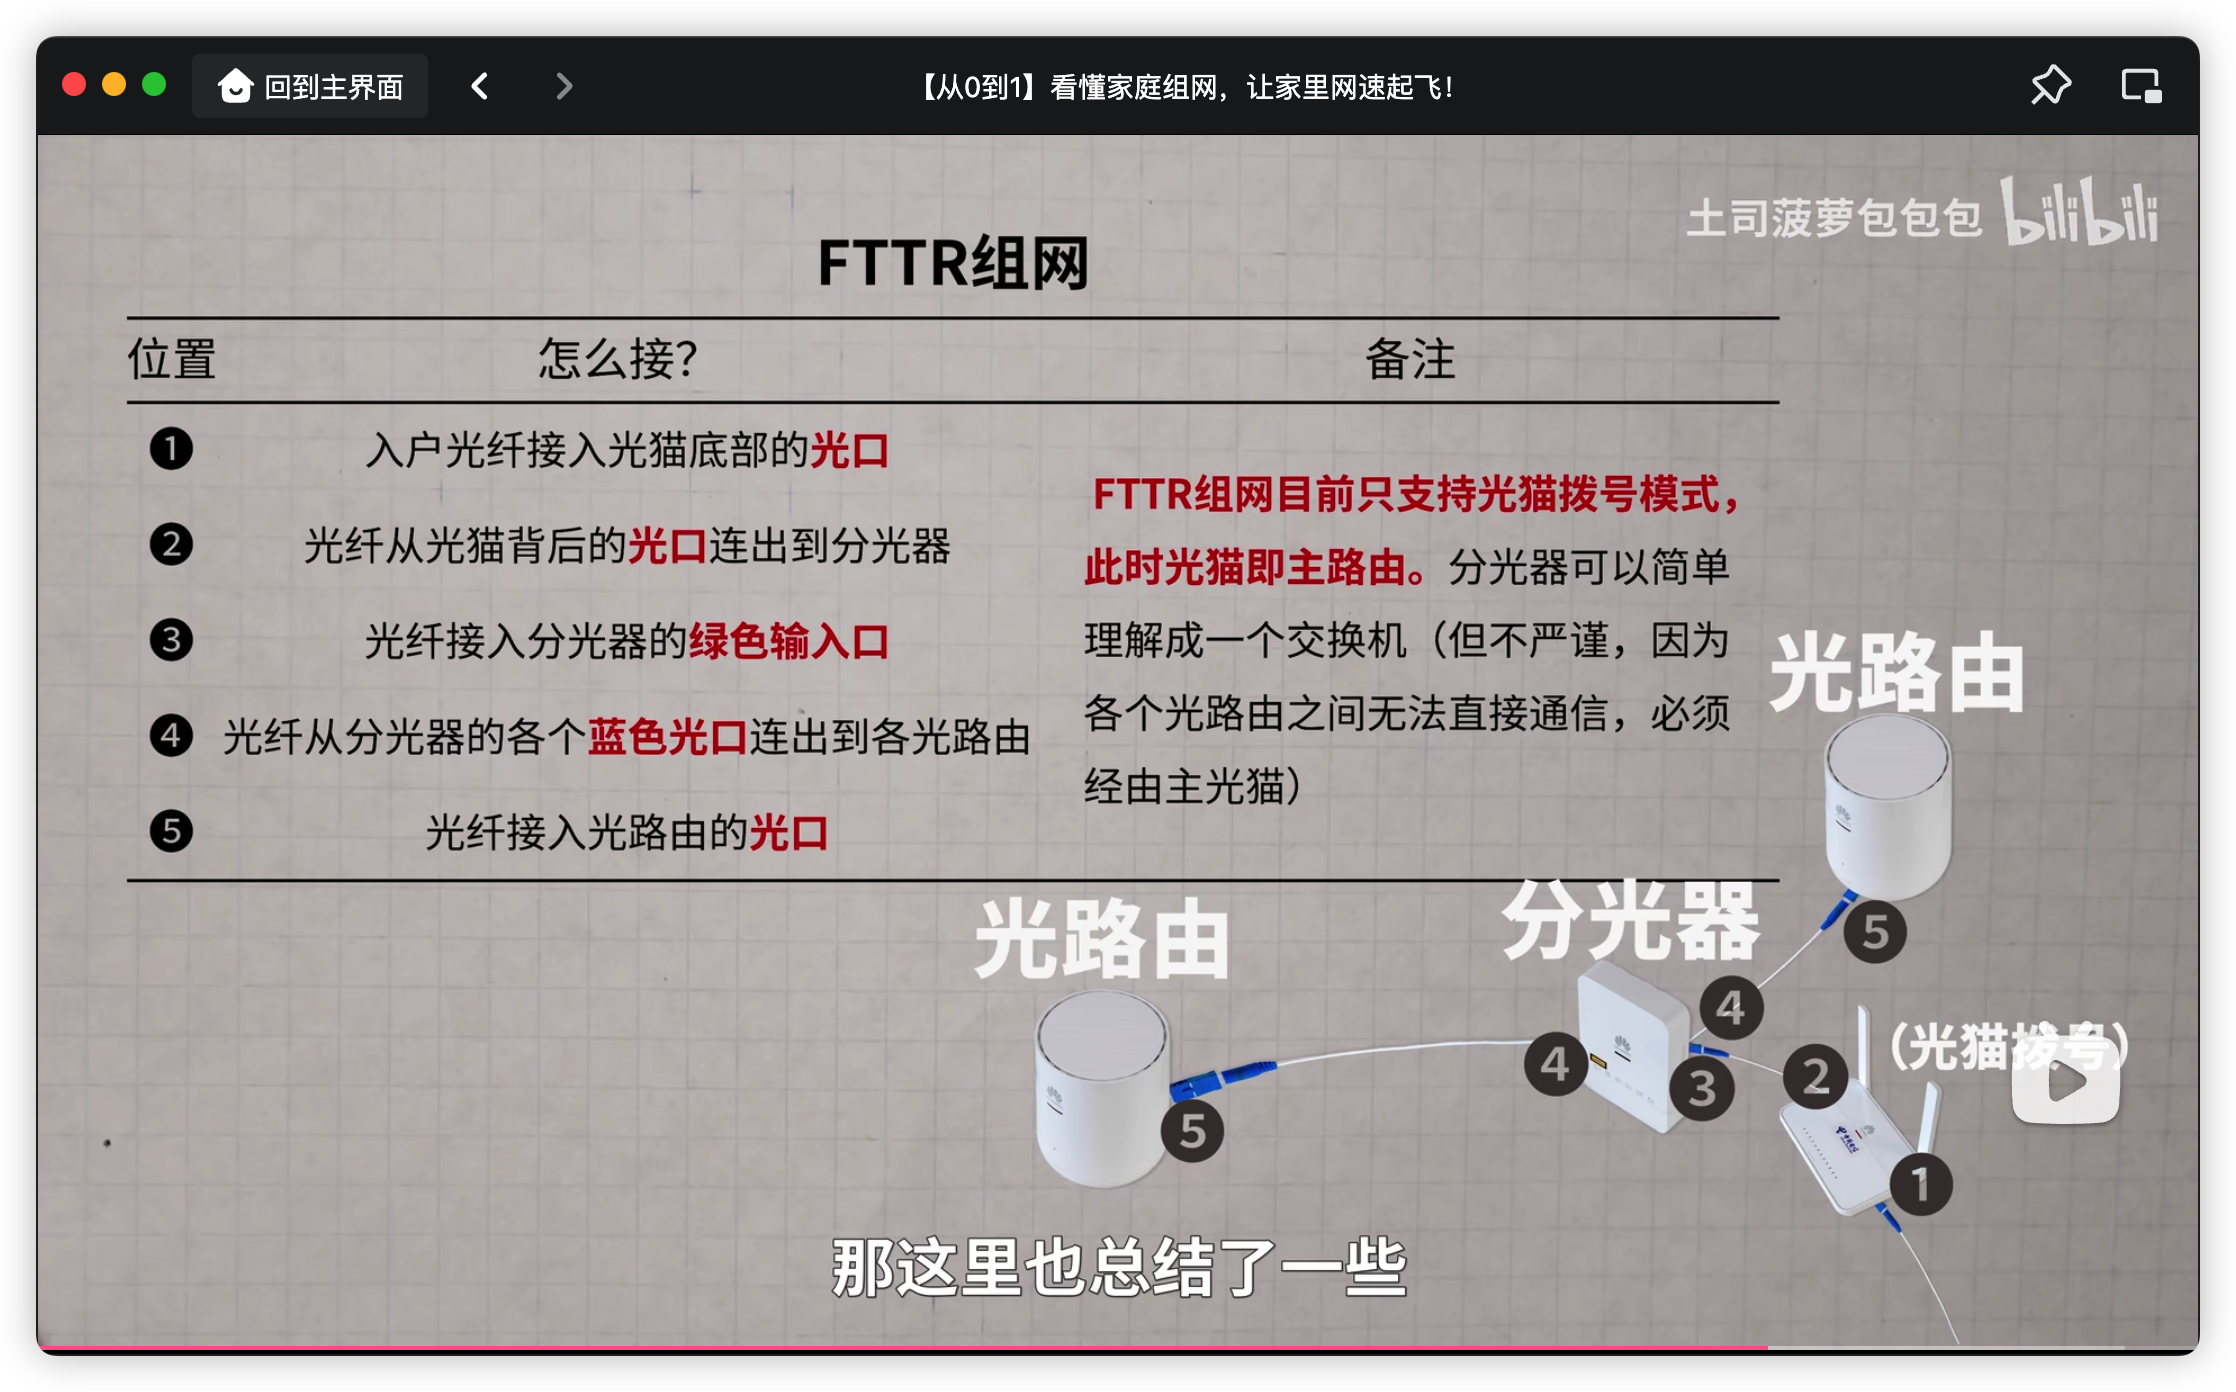 回到主界面
【从0到1】看懂家庭组网，让家里网速起飞！
土司菠萝包包包 bilibili
FTTR组网
位置 怎么接？ 备注
1 入户光纤接入光猫底部的光口
2 光纤从光猫背后的光口连出到分光器
3 光纤接入分光器的绿色输入口
4 光纤从分光器的各个蓝色光口连出到各光路由
5 光纤接入光路由的光口
FTTR组网目前只支持光猫拨号模式，
此时光猫即主路由。分光器可以简单
理解成一个交换机（但不严谨，因为
各个光路由之间无法直接通信，必须
经由主光猫）
光路由
5
分光器
4
光路由
4
3
2
（光猫拨号）
5
1
那这里也总结了一些